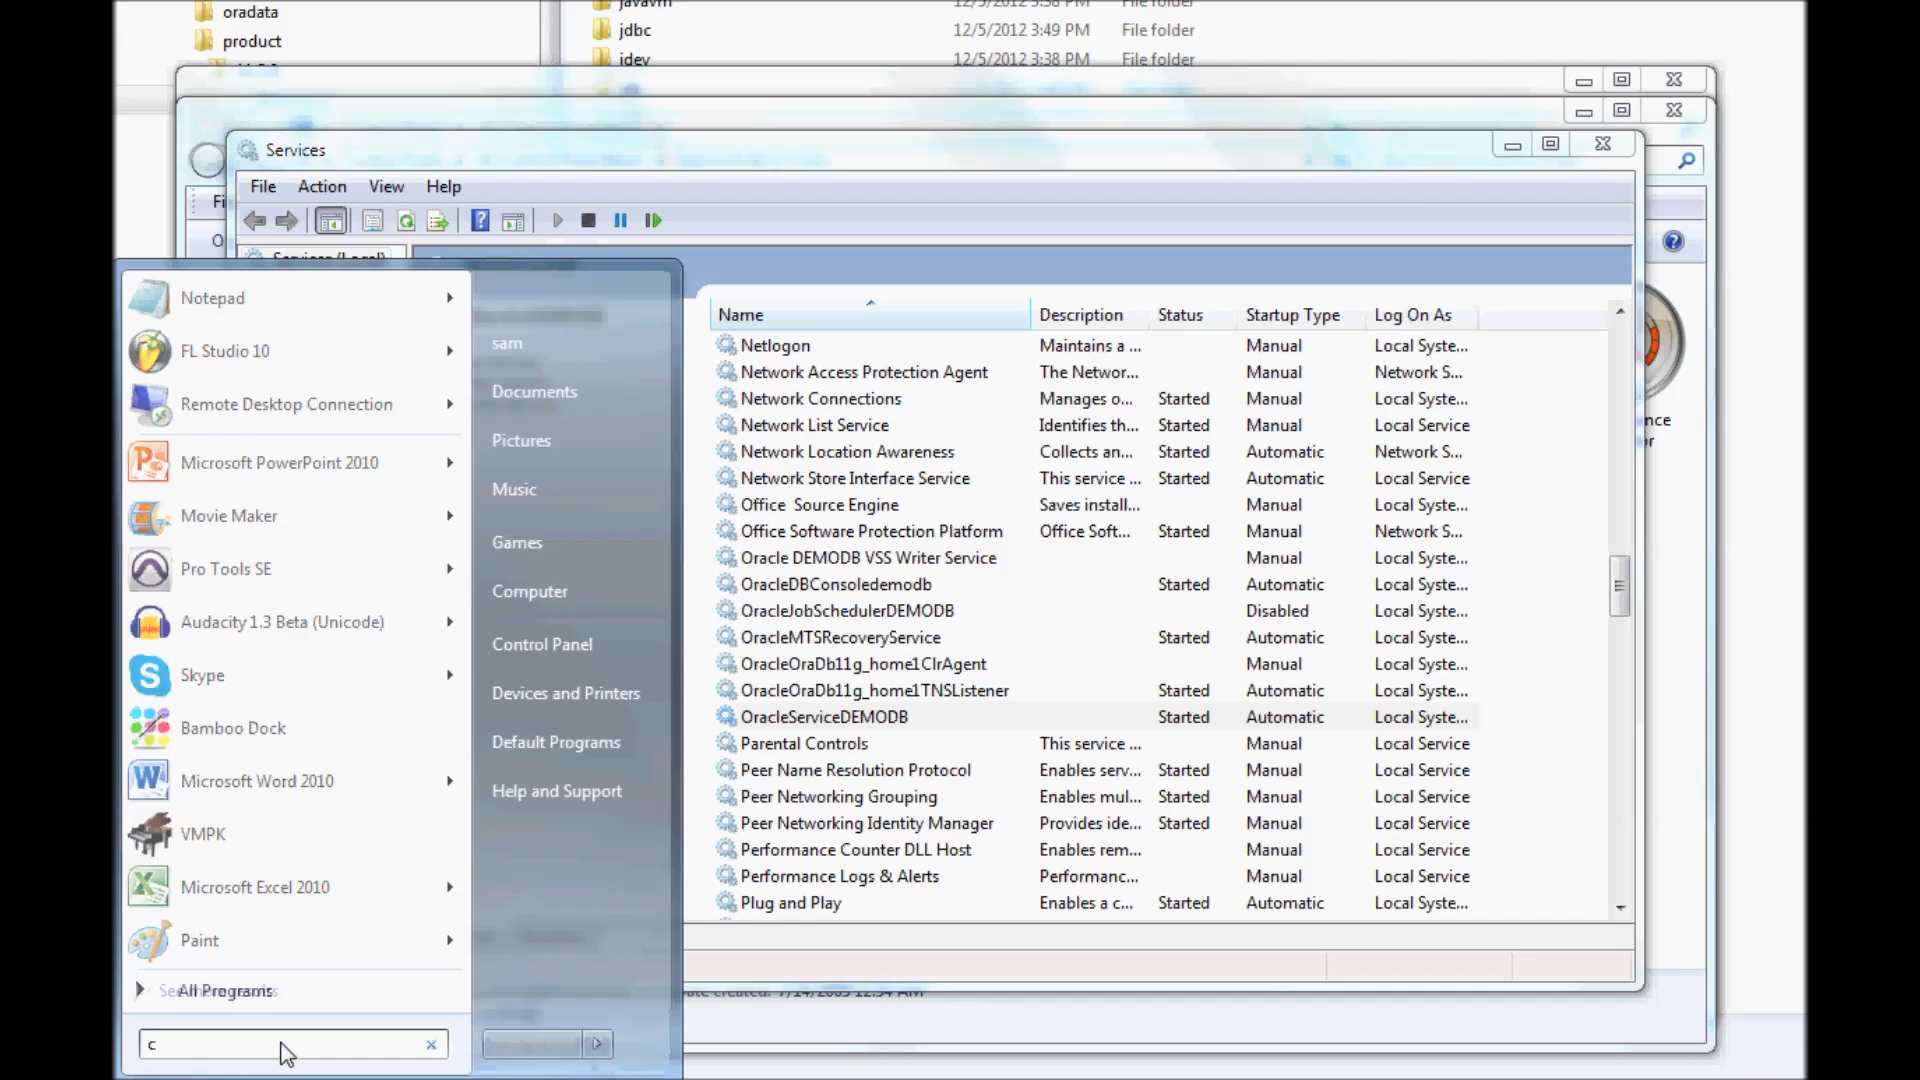 oradata
javavm 12/5/2012 3:38 PM File folder
product
jdbc 12/5/2012 3:49 PM File folder
jdev 12/5/2012 3:38 PM File folder
Services
File Action View Help
Services (Local)
Name Description Status Startup Type Log On As
Netlogon Maintains a ... Manual Local Syste...
Network Access Protection Agent The Networ... Manual Network S...
Network Connections Manages o... Started Manual Local Syste...
Network List Service Identifies th... Started Manual Local Service
Network Location Awareness Collects an... Started Automatic Network S...
Network Store Interface Service This service ... Started Automatic Local Service
Office Source Engine Saves install... Manual Local Syste...
Office Software Protection Platform Office Soft... Started Manual Network S...
Oracle DEMODB VSS Writer Service Manual Local Syste...
OracleDBConsoledemodb Started Automatic Local Syste...
OracleJobSchedulerDEMODB Disabled Local Syste...
OracleMTSRecoveryService Started Automatic Local Syste...
OracleOraDb11g_home1ClrAgent Manual Local Syste...
OracleOraDb11g_home1TNSListener Started Automatic Local Syste...
OracleServiceDEMODB Started Automatic Local Syste...
Parental Controls This service ... Manual Local Service
Peer Name Resolution Protocol Enables serv... Started Manual Local Service
Peer Networking Grouping Enables mul... Started Manual Local Service
Peer Networking Identity Manager Provides ide... Started Manual Local Service
Performance Counter DLL Host Enables rem... Manual Local Service
Performance Logs & Alerts Performanc... Manual Local Service
Plug and Play Enables a c... Started Automatic Local Syste...
Notepad
FL Studio 10
Remote Desktop Connection
Microsoft PowerPoint 2010
Movie Maker
Pro Tools SE
Audacity 1.3 Beta (Unicode)
Skype
Bamboo Dock
Microsoft Word 2010
VMPK
Microsoft Excel 2010
Paint
All Programs
c
sam
Documents
Pictures
Music
Games
Computer
Control Panel
Devices and Printers
Default Programs
Help and Support